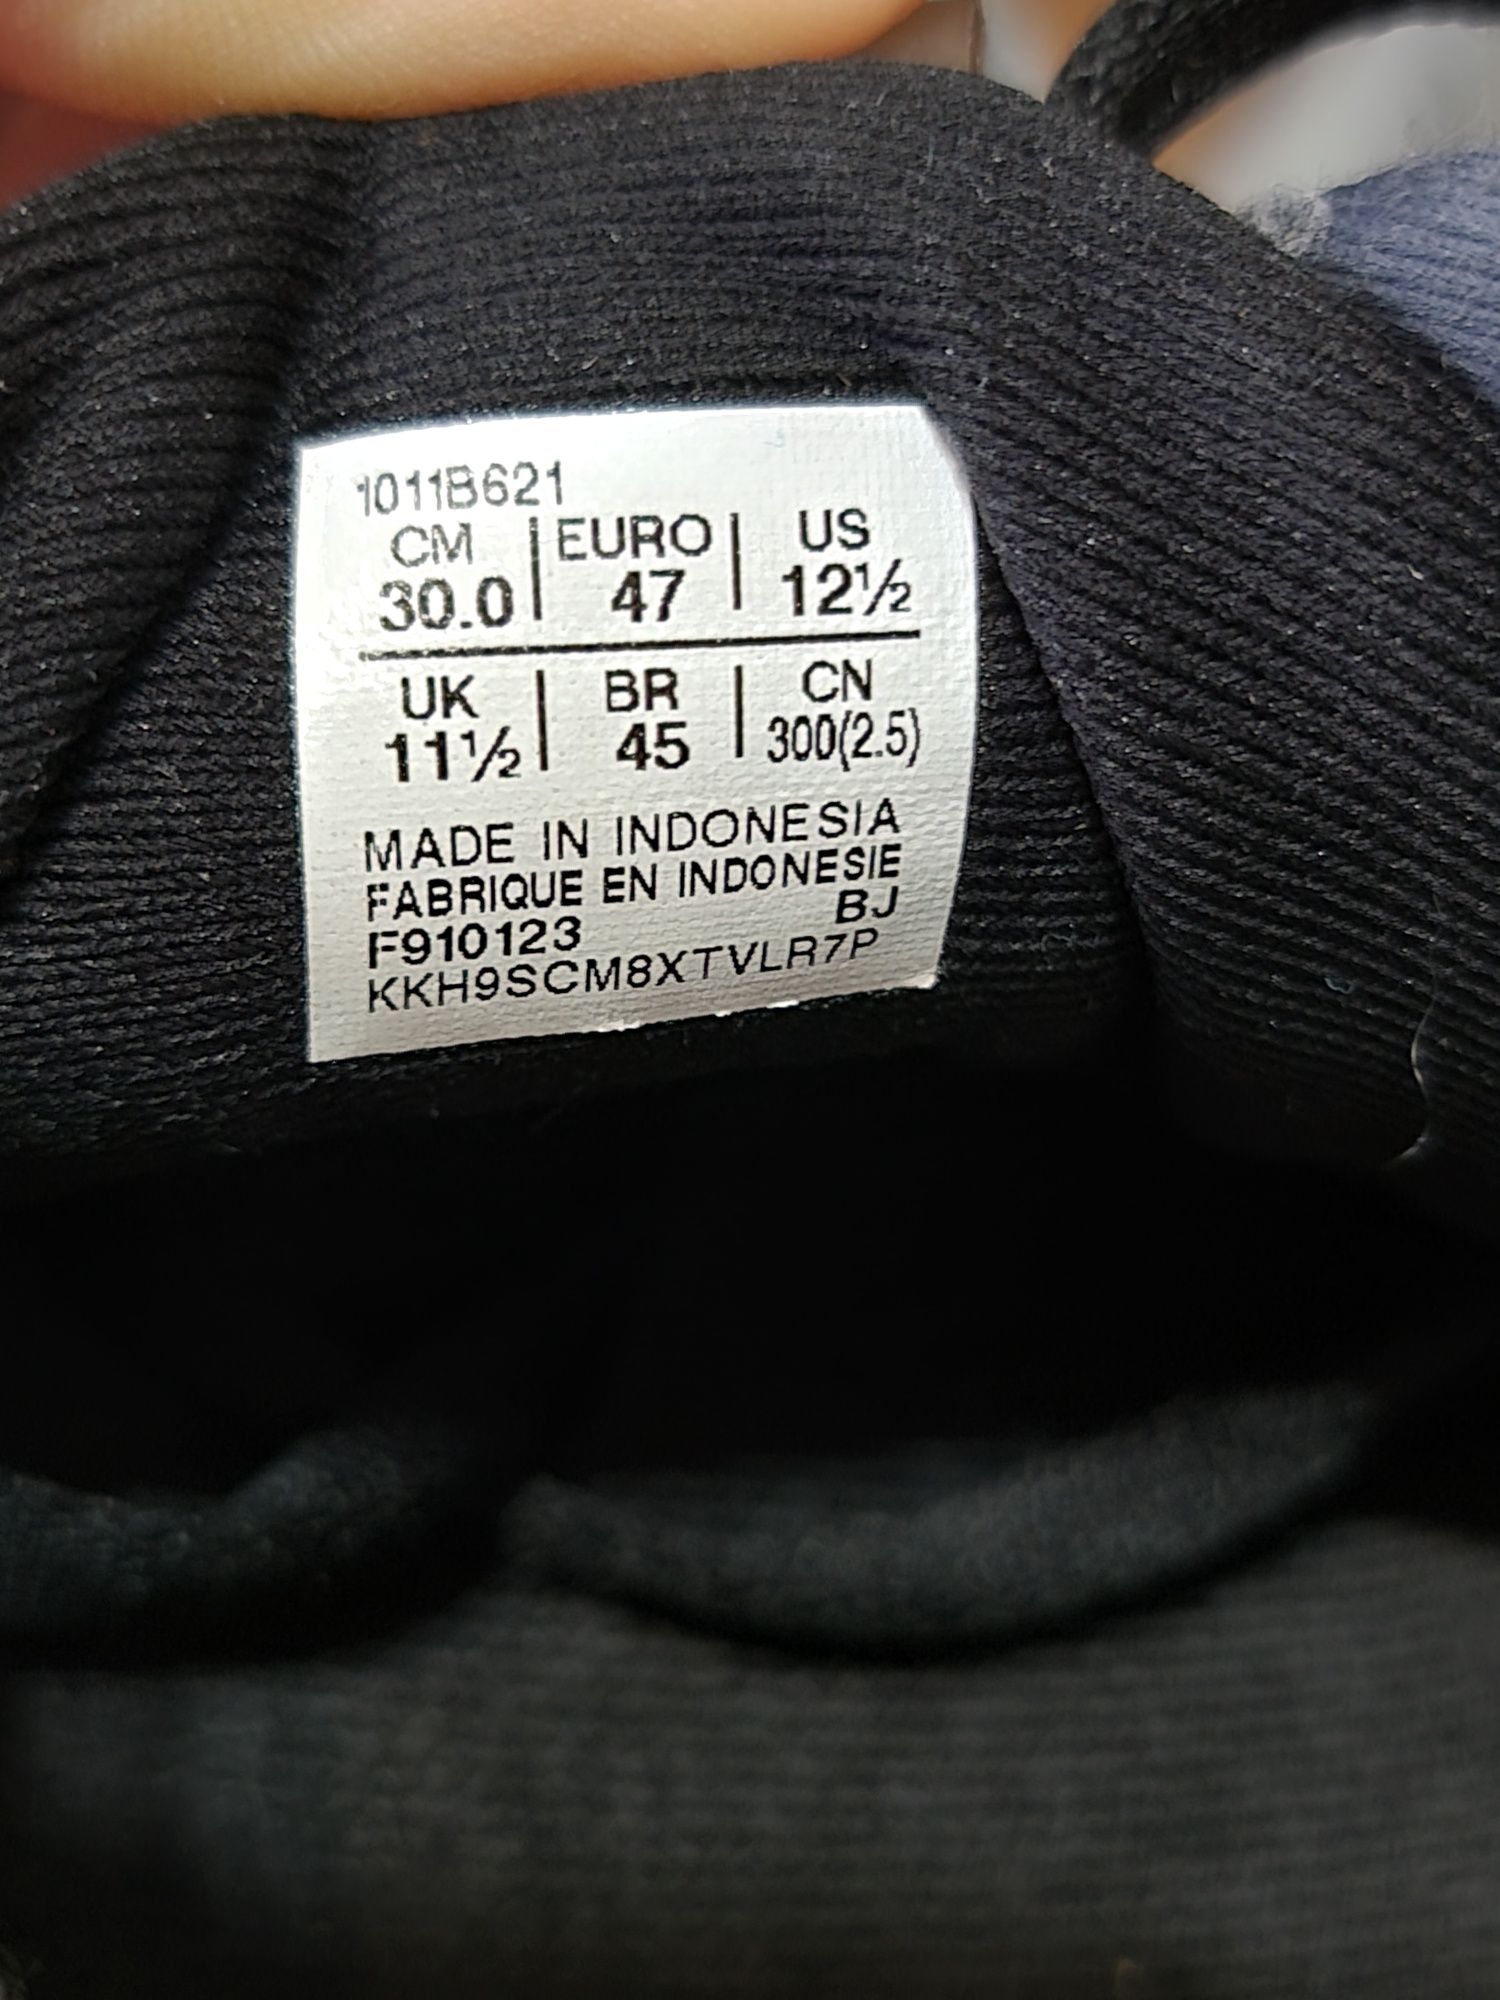 1011B621
CM EURO US
30.0 47 12½
UK BR CN
11½ 45 300(2.5)
MADE IN INDONESIA
FABRIQUE EN INDONESIE
F910123 BJ
KKH9SCM8XTVLR7P